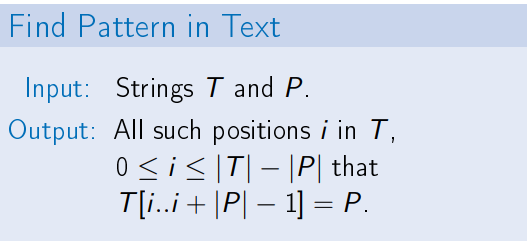 Find Pattern in Text
Input: Strings T and P.
Output: All such positions i in T,
0 ≤ i ≤ |T| − |P| that
T[i..i + |P| − 1] = P.